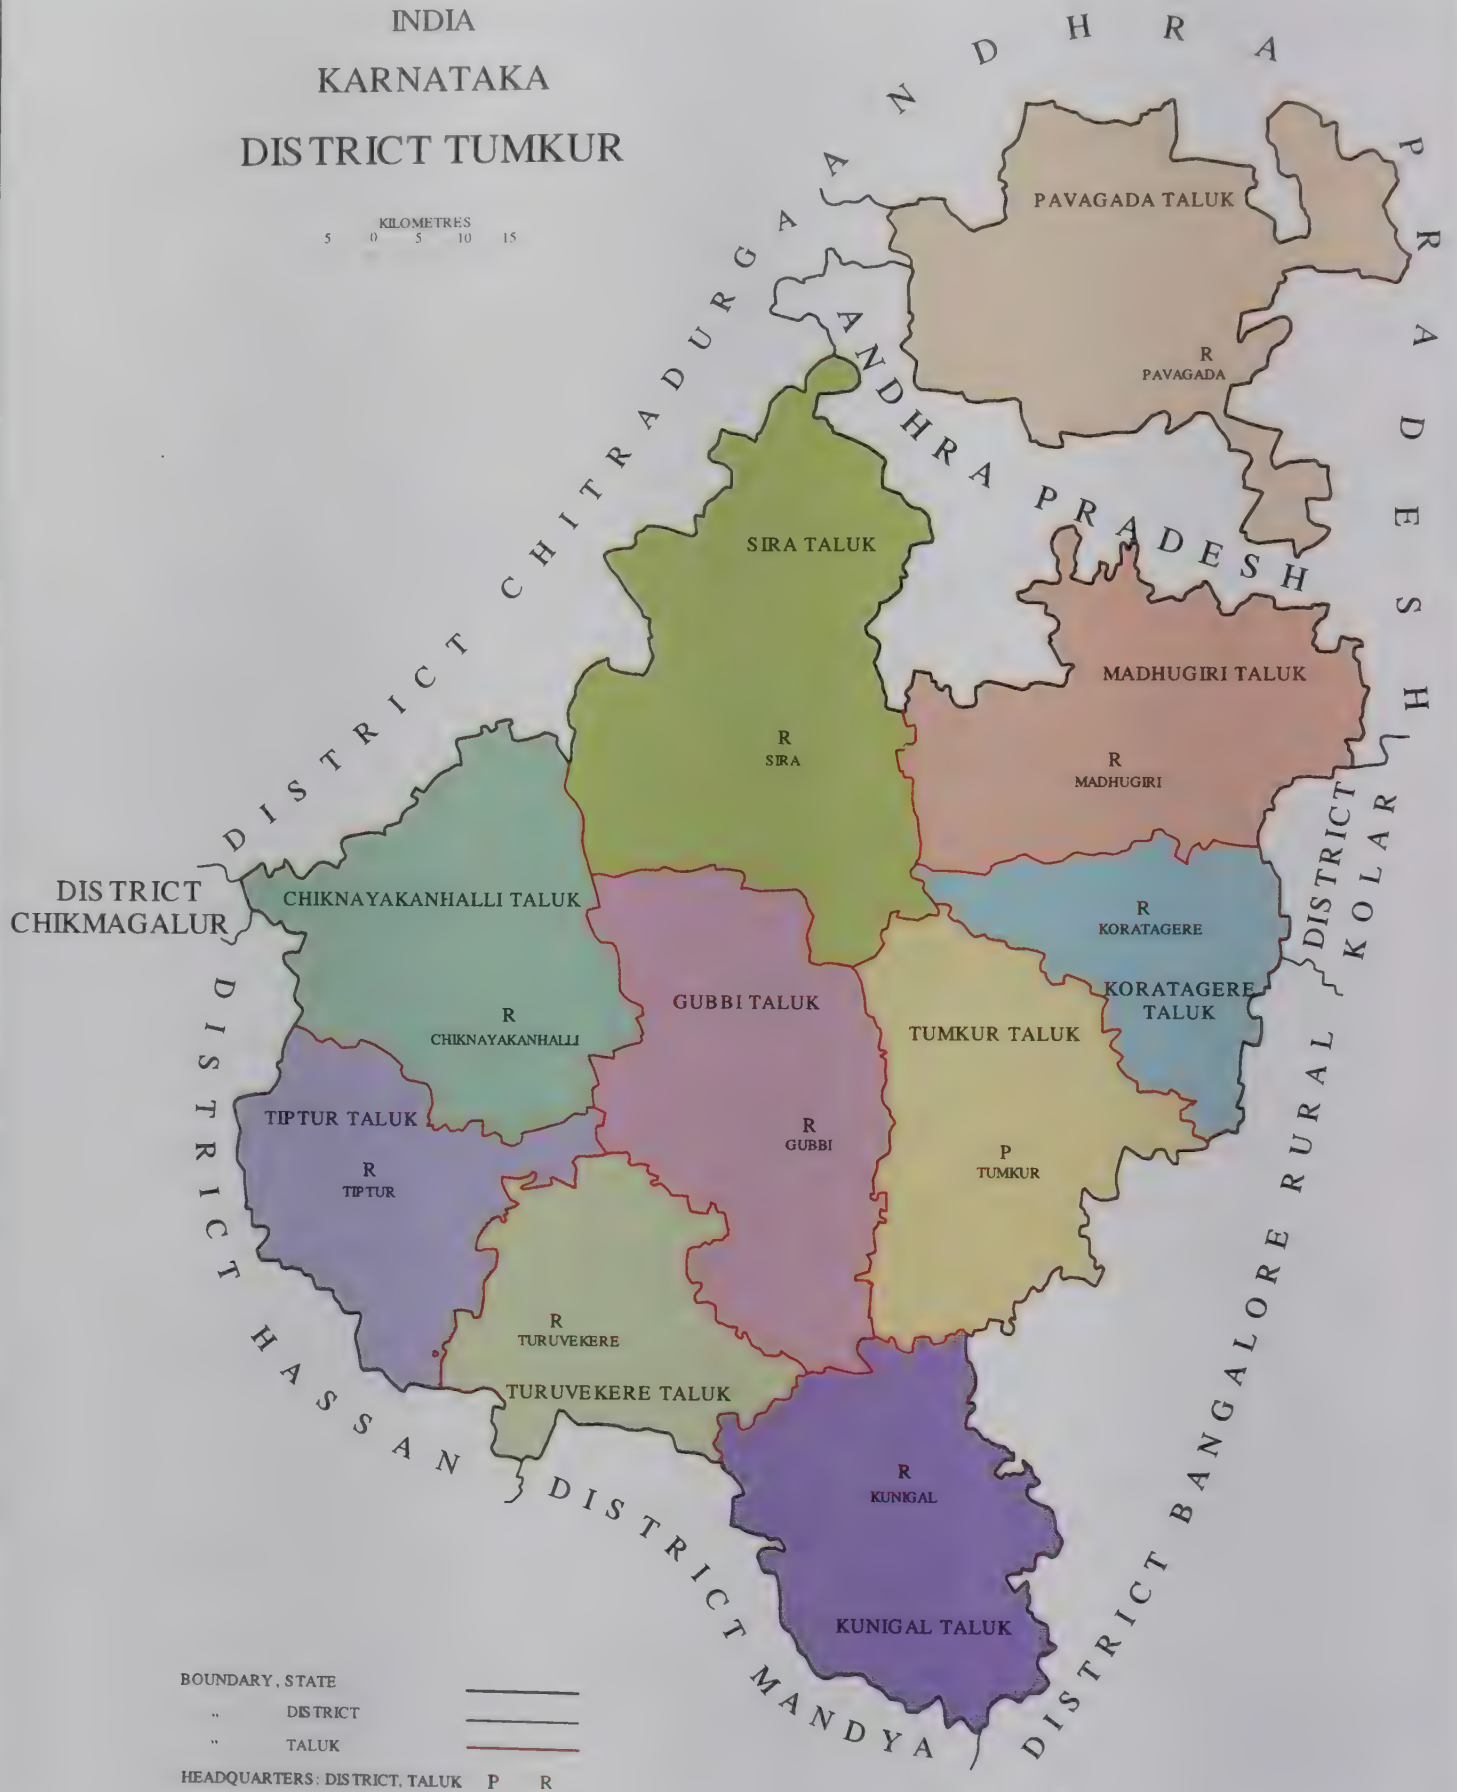 INDIA
KARNATAKA
DISTRICT TUMKUR
KILOMETRES
5 0 5 10 15
ANDHRA PRADESH
DISTRICT CHITRADURGA
PAVAGADA TALUK
R
PAVAGADA
ANDHRA PRADESH
SIRA TALUK
R
SIRA
MADHUGIRI TALUK
R
MADHUGIRI
DISTRICT
KOLAR
DISTRICT
CHIKMAGALUR
CHIKNAYAKANHALLI TALUK
R
CHIKNAYAKANHALLI
R
KORATAGERE
KORATAGERE
TALUK
GUBBI TALUK
R
GUBBI
TUMKUR TALUK
P
TUMKUR
TIPTUR TALUK
R
TIPTUR
R
TURUVEKERE
TURUVEKERE TALUK
R
KUNIGAL
KUNIGAL TALUK
DISTRICT HASSAN
DISTRICT MANDYA
DISTRICT BANGALORE RURAL
BOUNDARY, STATE
" DISTRICT
" TALUK
HEADQUARTERS: DISTRICT, TALUK P R